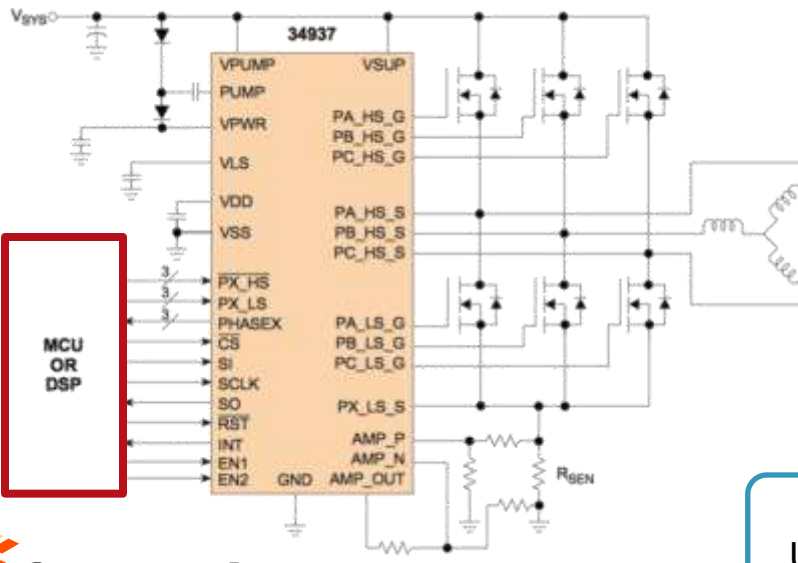 VSYS
34937
VPUMP
VSUP
PUMP
VPWR
PA_HS_G
PB_HS_G
PC_HS_G
VLS
VDD
VSS
PA_HS_S
PB_HS_S
PC_HS_S
3
PX_HS
3
PX_LS
3
PHASEX
CS
SI
SCLK
SO
RST
INT
EN1
EN2
MCU
OR
DSP
PA_LS_G
PB_LS_G
PC_LS_G
PX_LS_S
AMP_P
AMP_N
GND
AMP_OUT
RSEN